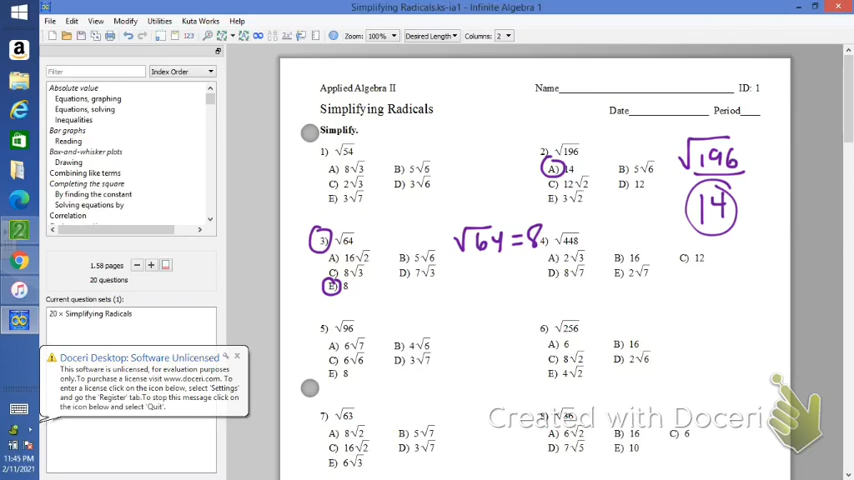 Simplifying Radicals.ks-ia1 - Infinite Algebra 1
File Edit View Modify Utilities Kuta Works Help
Zoom: 100% Desired Length Columns: 2
Filter Index Order
Absolute value
Equations, graphing
Equations, solving
Inequalities
Bar graphs
Reading
Box-and-whisker plots
Drawing
Combining like terms
Completing the square
By finding the constant
Solving equations by
Correlation
1.58 pages
20 questions
Current question set (1):
20 × Simplifying Radicals
Doceri Desktop: Software Unlicensed
This software is unlicensed, for evaluation purposes
only.To purchase a license visit www.doceri.com. To
enter a license click on the icon below, select 'Settings'
and go the 'Register' tab.To stop this message click on
the icon below and select 'Quit'.
11:45 PM
2/11/2021
Applied Algebra II Name ID: 1
Simplifying Radicals Date Period
Simplify.
1) √54
A) 8√3 B) 5√6
C) 2√3 D) 3√6
E) 3√7
2) √196
A) 14 B) 5√6
C) 12√2 D) 12
E) 3√2
√196
14
3) √64
A) 16√2 B) 5√6
C) 8√3 D) 7√3
E) 8
√64 = 8
4) √448
A) 2√3 B) 16 C) 12
D) 8√7 E) 2√7
5) √96
A) 6√7 B) 4√6
C) 6√6 D) 3√7
E) 8
6) √256
A) 6 B) 16
C) 8√2 D) 2√6
E) 4√2
7) √63
A) 8√2 B) 5√7
C) 16√2 D) 3√7
E) 6√3
8) √36
A) 6√2 B) 16 C) 6
D) 7√5 E) 10
Created with Doceri